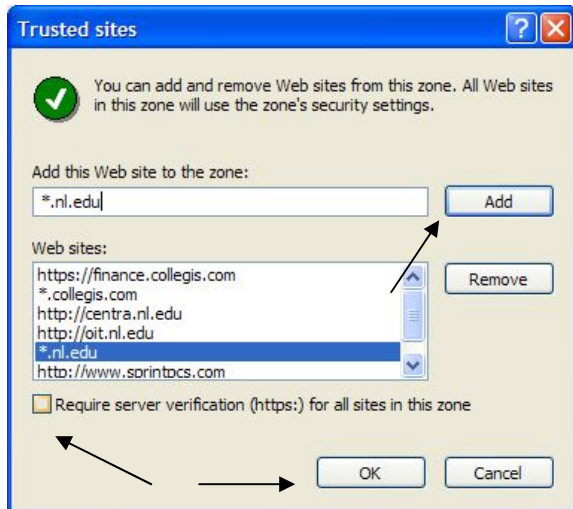 Trusted sites
You can add and remove Web sites from this zone. All Web sites
in this zone will use the zone's security settings.
Add this Web site to the zone:
*.nl.edu
Add
Web sites:
https://finance.collegis.com
*.collegis.com
http://centra.nl.edu
http://oit.nl.edu
*.nl.edu
http://www.sprintpcs.com
Remove
Require server verification (https:) for all sites in this zone
OK
Cancel